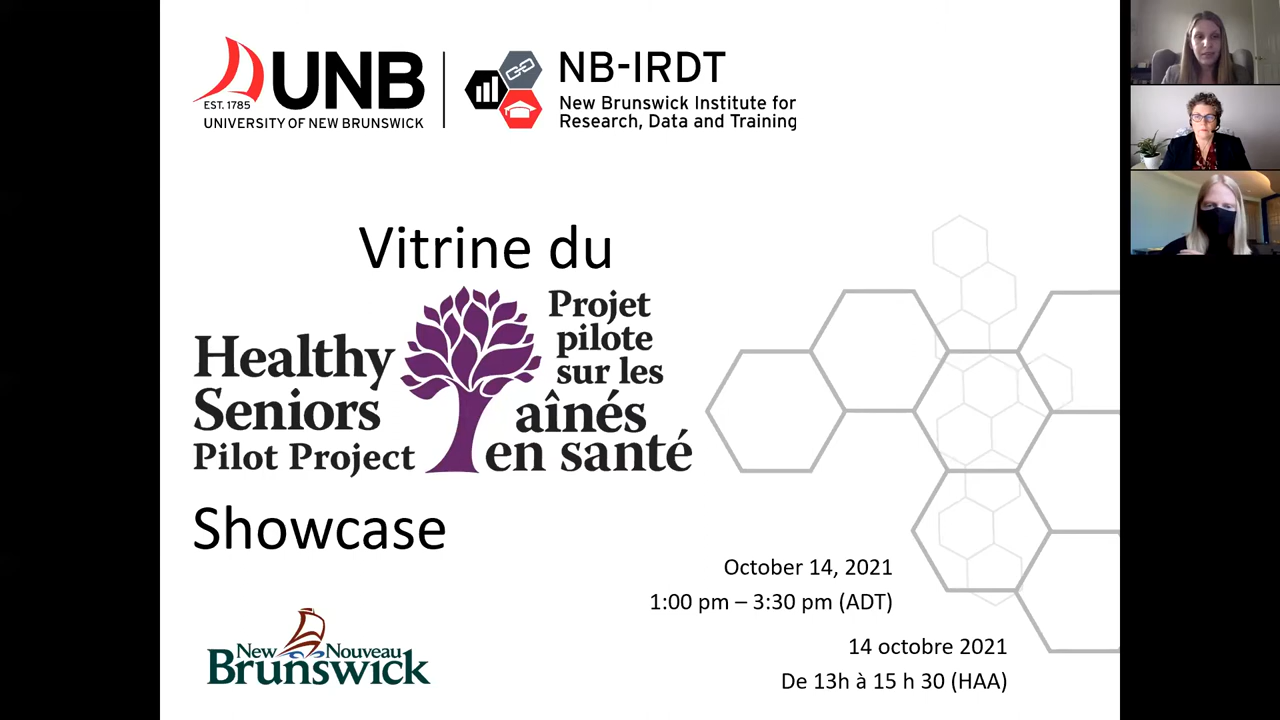 UNB
EST. 1785
UNIVERSITY OF NEW BRUNSWICK
NB-IRDT
New Brunswick Institute for
Research, Data and Training
Vitrine du
Healthy
Seniors
Pilot Project
Projet
pilote
sur les
aînés
en santé
Showcase
October 14, 2021
1:00 pm – 3:30 pm (ADT)
14 octobre 2021
De 13h à 15 h 30 (HAA)
New Nouveau
Brunswick